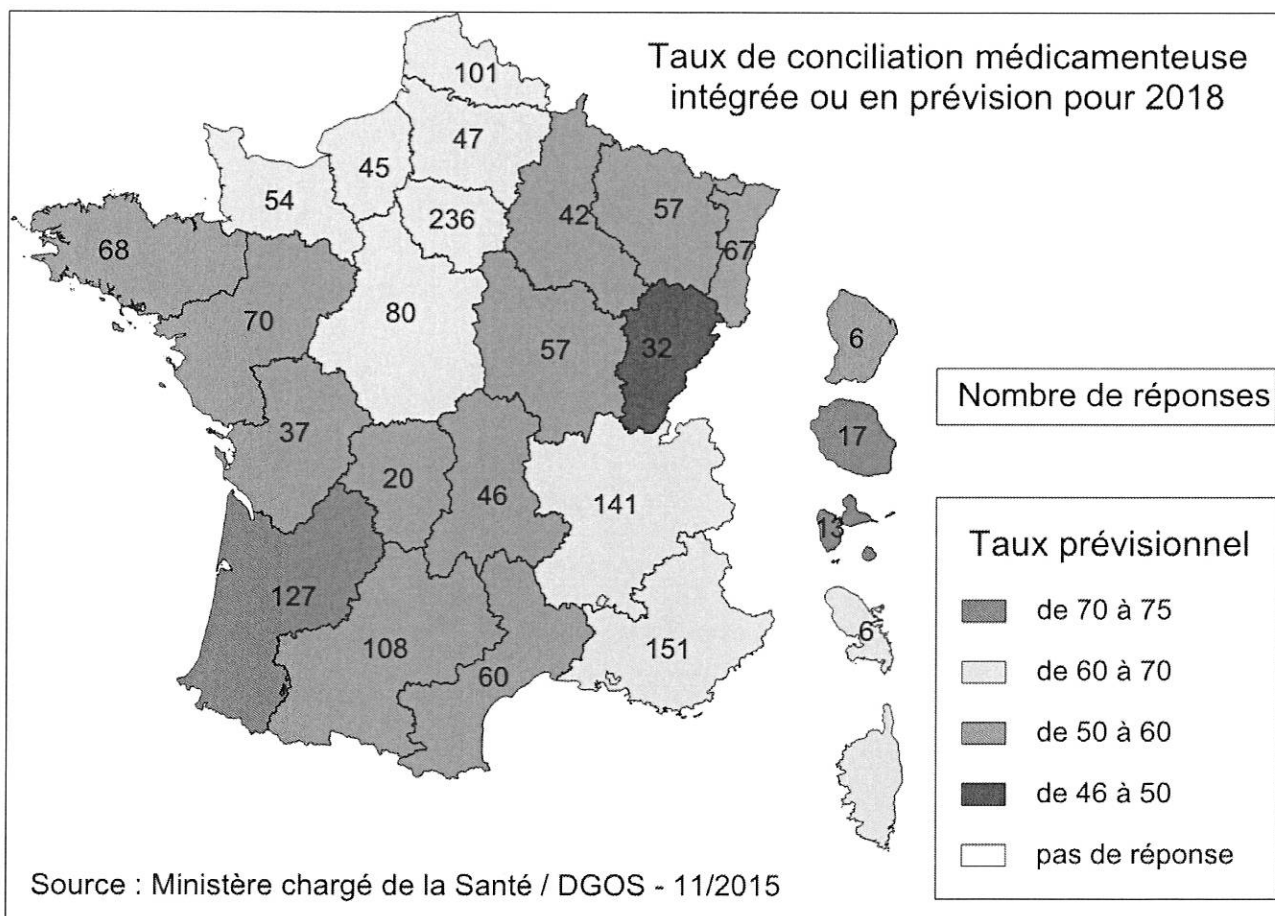 Taux de conciliation médicamenteuse
intégrée ou en prévision pour 2018
101
47
45
54
236
42
57
67
68
70
80
57
32
6
Nombre de réponses
17
37
20
46
141
13
127
108
60
151
6
Taux prévisionnel
de 70 à 75
de 60 à 70
de 50 à 60
de 46 à 50
pas de réponse
Source : Ministère chargé de la Santé / DGOS - 11/2015